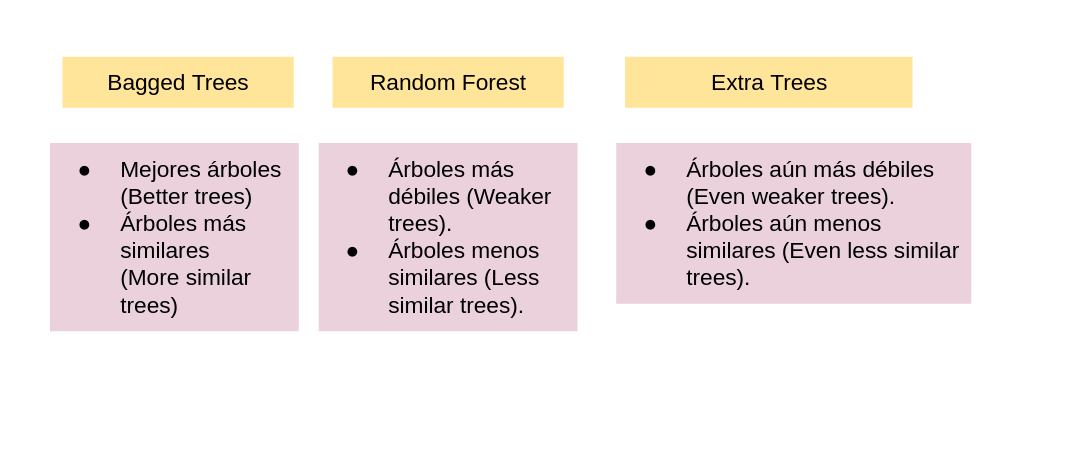 Bagged Trees
Random Forest
Extra Trees
● Mejores árboles
(Better trees)
● Árboles más
similares
(More similar
trees)
● Árboles más
débiles (Weaker
trees).
● Árboles menos
similares (Less
similar trees).
● Árboles aún más débiles
(Even weaker trees).
● Árboles aún menos
similares (Even less similar
trees).